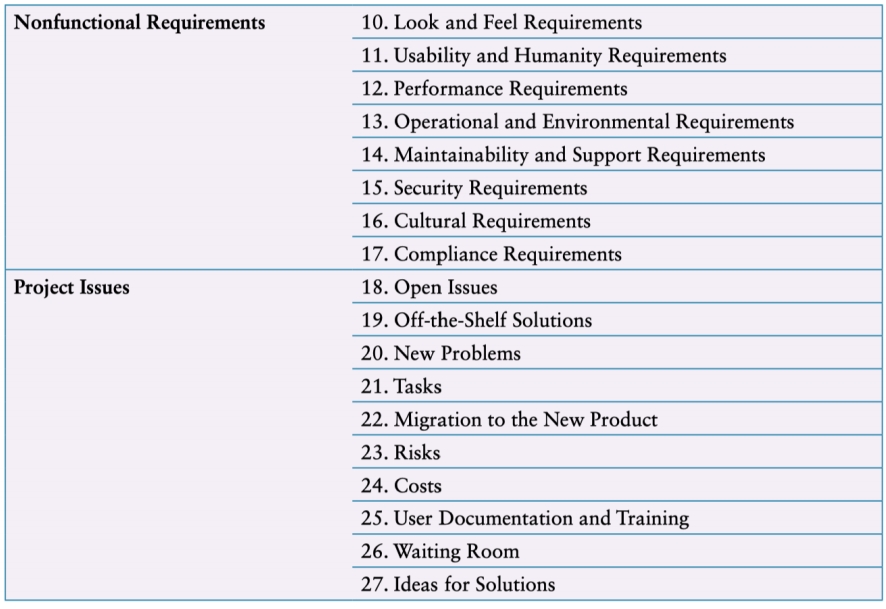 Nonfunctional Requirements
10. Look and Feel Requirements
11. Usability and Humanity Requirements
12. Performance Requirements
13. Operational and Environmental Requirements
14. Maintainability and Support Requirements
15. Security Requirements
16. Cultural Requirements
17. Compliance Requirements
Project Issues
18. Open Issues
19. Off-the-Shelf Solutions
20. New Problems
21. Tasks
22. Migration to the New Product
23. Risks
24. Costs
25. User Documentation and Training
26. Waiting Room
27. Ideas for Solutions